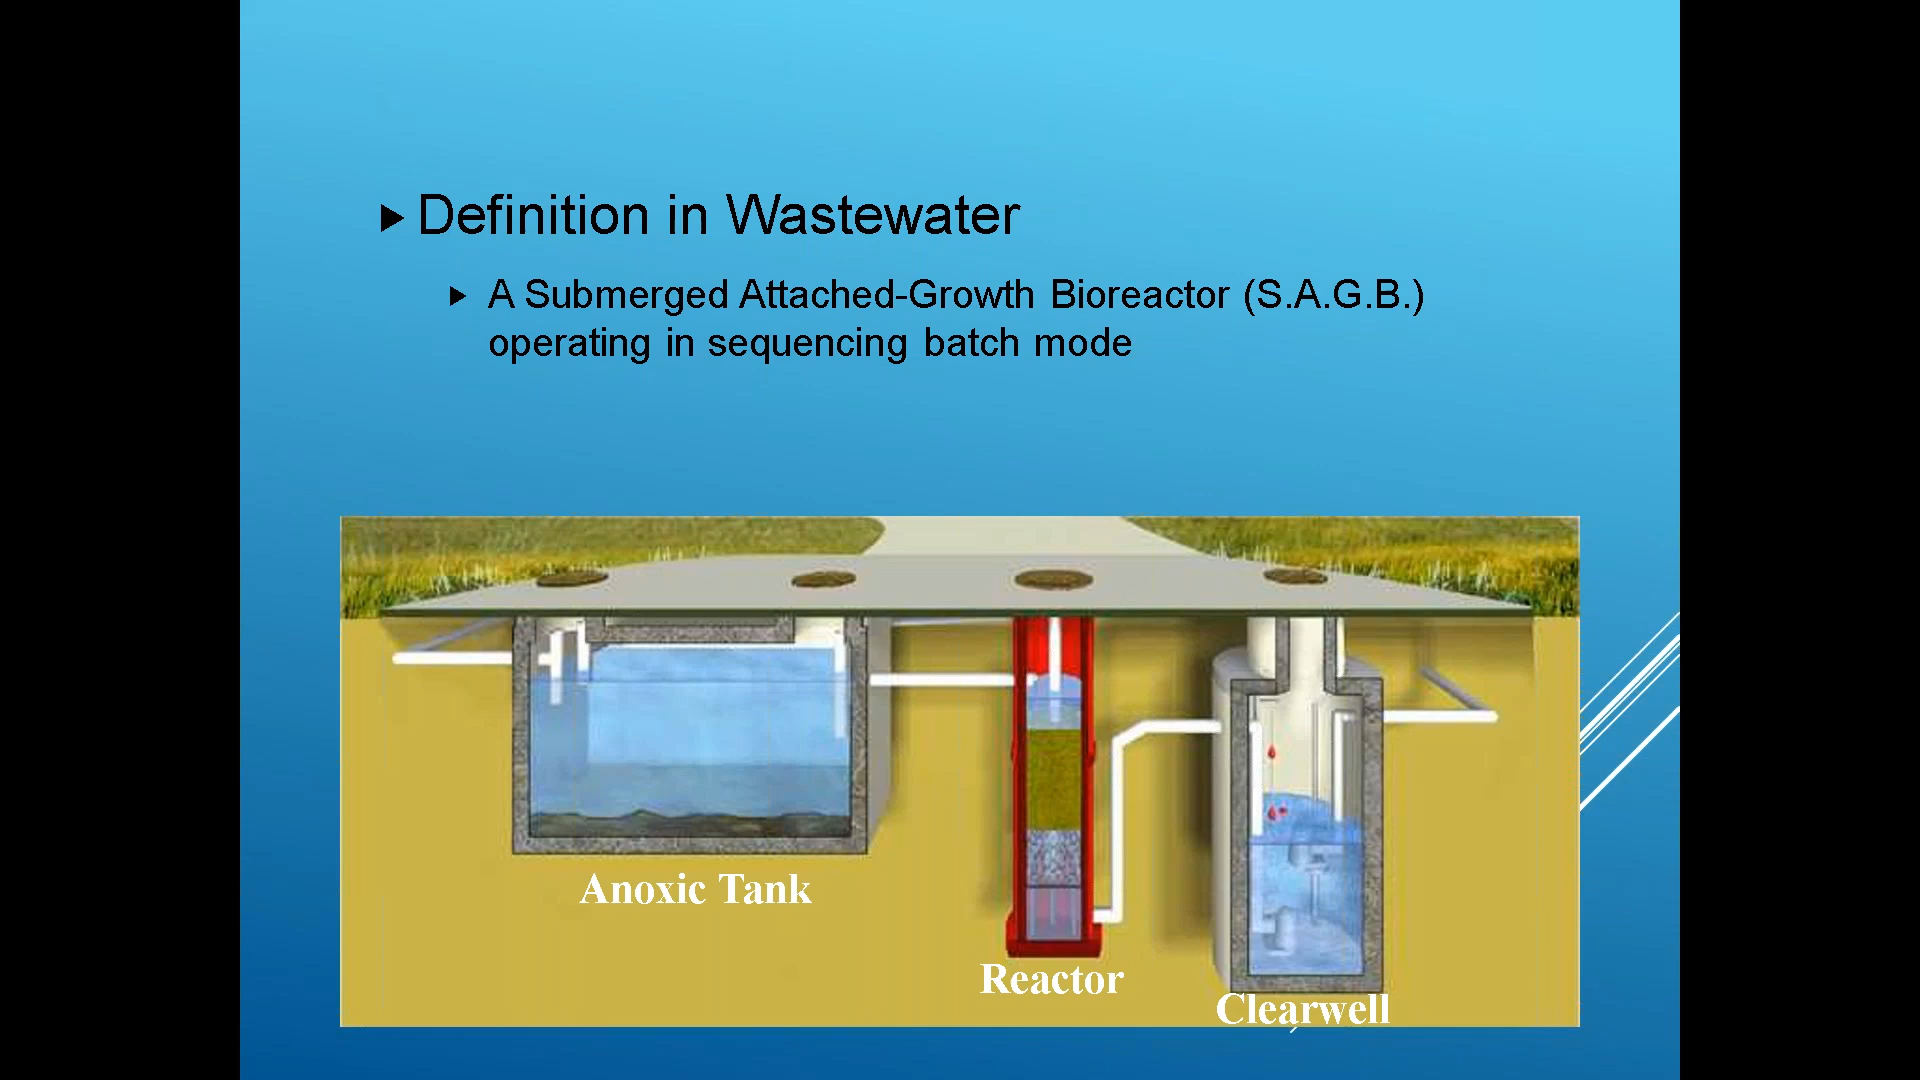 Definition in Wastewater
A Submerged Attached-Growth Bioreactor (S.A.G.B.)
operating in sequencing batch mode
Anoxic Tank
Reactor
Clearwell